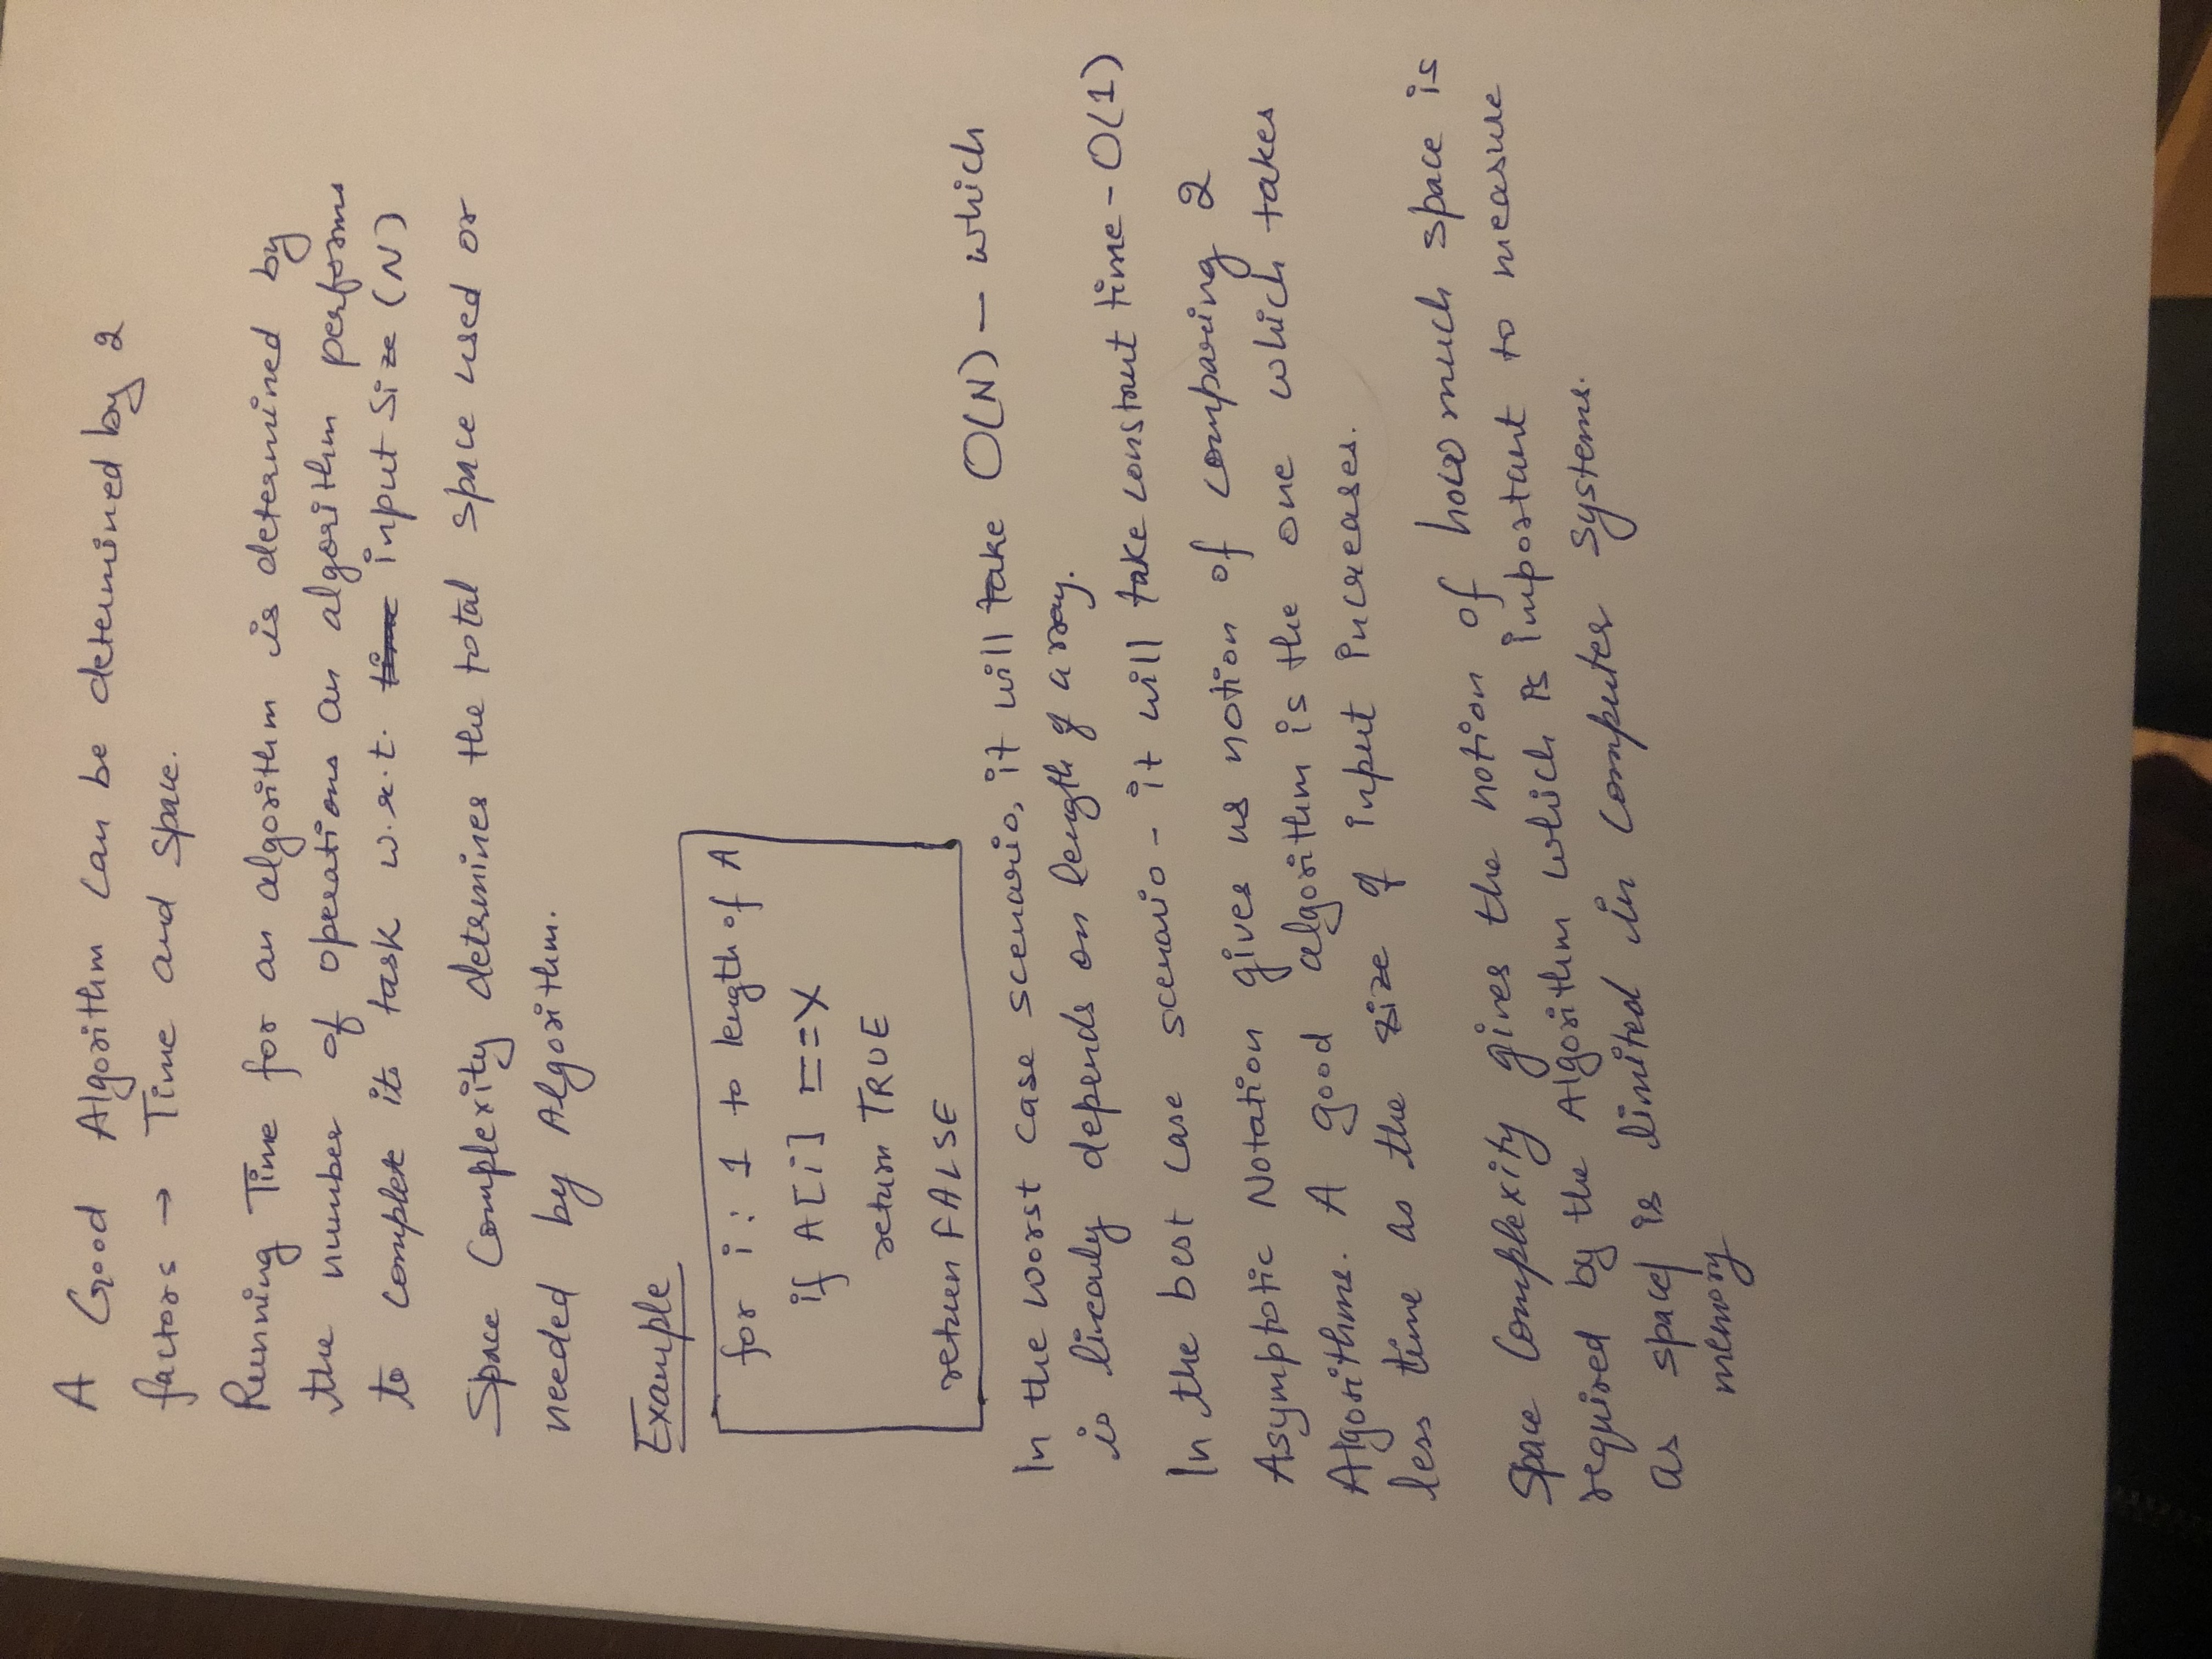 A Good Algorithm can be determined by 2
factors → Time and Space.
Running Time for an algorithm is determined by
the number of operations an algorithm performs
to complete its task w.r.t. time input Size (N)
Space Complexity determines the total space used or
needed by Algorithm.
Example
for i : 1 to length of A
if A[i] == X
return TRUE
return FALSE
In the worst case scenario, it will take O(N) – which
is linearly depends on length of array.
In the best case scenario – it will take constant time – O(1)
Asymptotic Notation gives us notion of comparing 2
Algorithms. A good algorithm is the one which takes
less time as the size of input increases.
Space Complexity gives the notion of how much space is
required by the Algorithm which is important to measure
as space/ is limited in computer systems.
memory